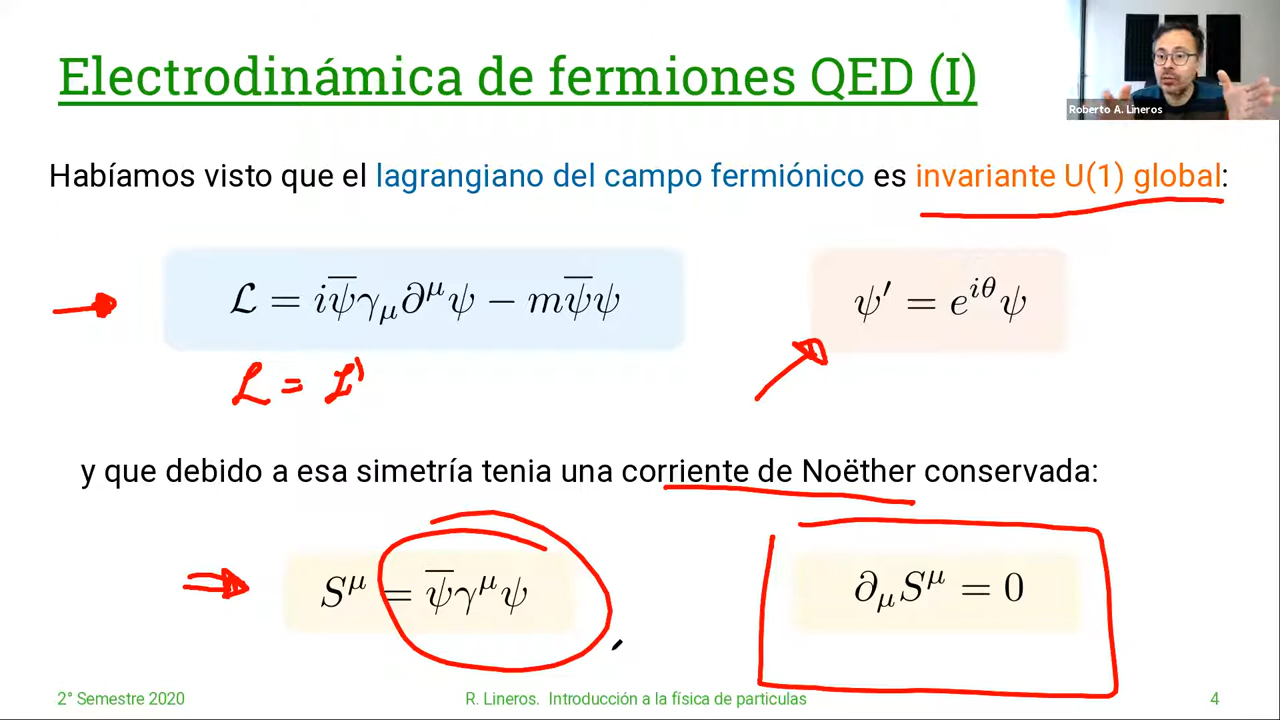 Electrodinámica de fermiones QED (I)
Roberto A. Lineros
Habíamos visto que el lagrangiano del campo fermiónico es invariante U(1) global:
ℒ = iψ̅γ_μ∂^μψ − mψ̅ψ
ψ′ = e^{iθ}ψ
ℒ = ℒ'
y que debido a esa simetría tenia una corriente de Noëther conservada:
S^μ = ψ̅γ^μψ
∂_μS^μ = 0
2° Semestre 2020
R. Lineros. Introducción a la física de particulas
4